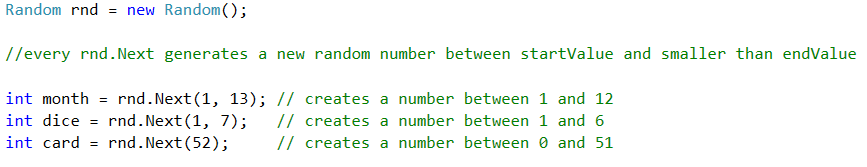 Random rnd = new Random();
//every rnd.Next generates a new random number between startValue and smaller than endValue
int month = rnd.Next(1, 13); // creates a number between 1 and 12
int dice = rnd.Next(1, 7);   // creates a number between 1 and 6
int card = rnd.Next(52);     // creates a number between 0 and 51